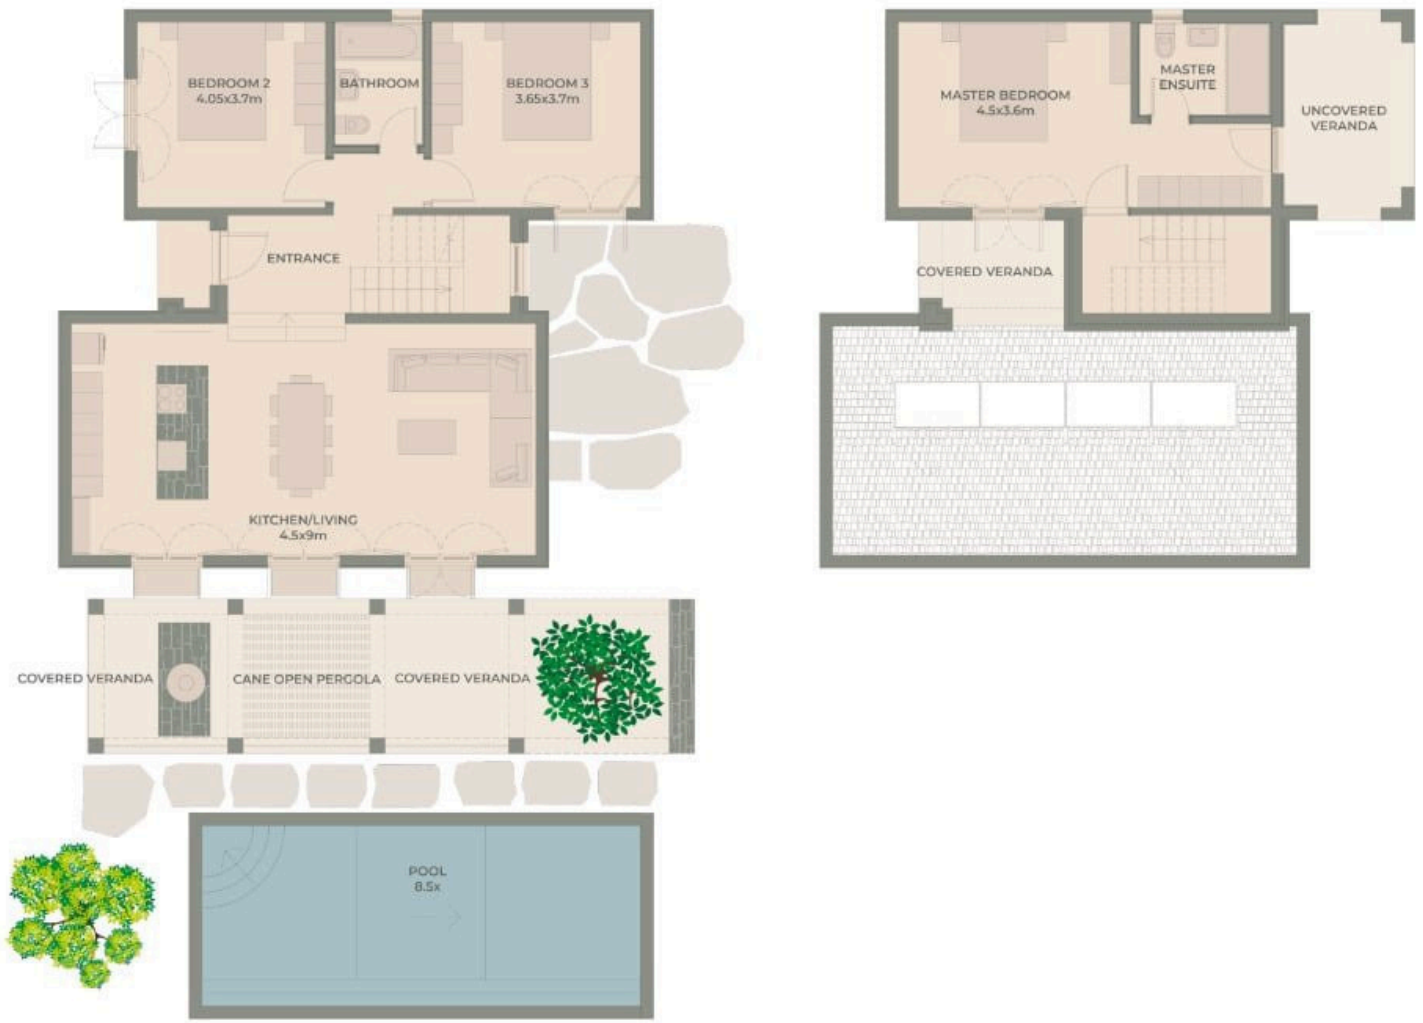 BEDROOM 2
4.05x3.7m
BATHROOM
BEDROOM 3
3.65x3.7m
ENTRANCE
KITCHEN/LIVING
4.5x9m
COVERED VERANDA
CANE OPEN PERGOLA
COVERED VERANDA
POOL
8.5x
MASTER BEDROOM
4.5x3.6m
MASTER
ENSUITE
UNCOVERED
VERANDA
COVERED VERANDA